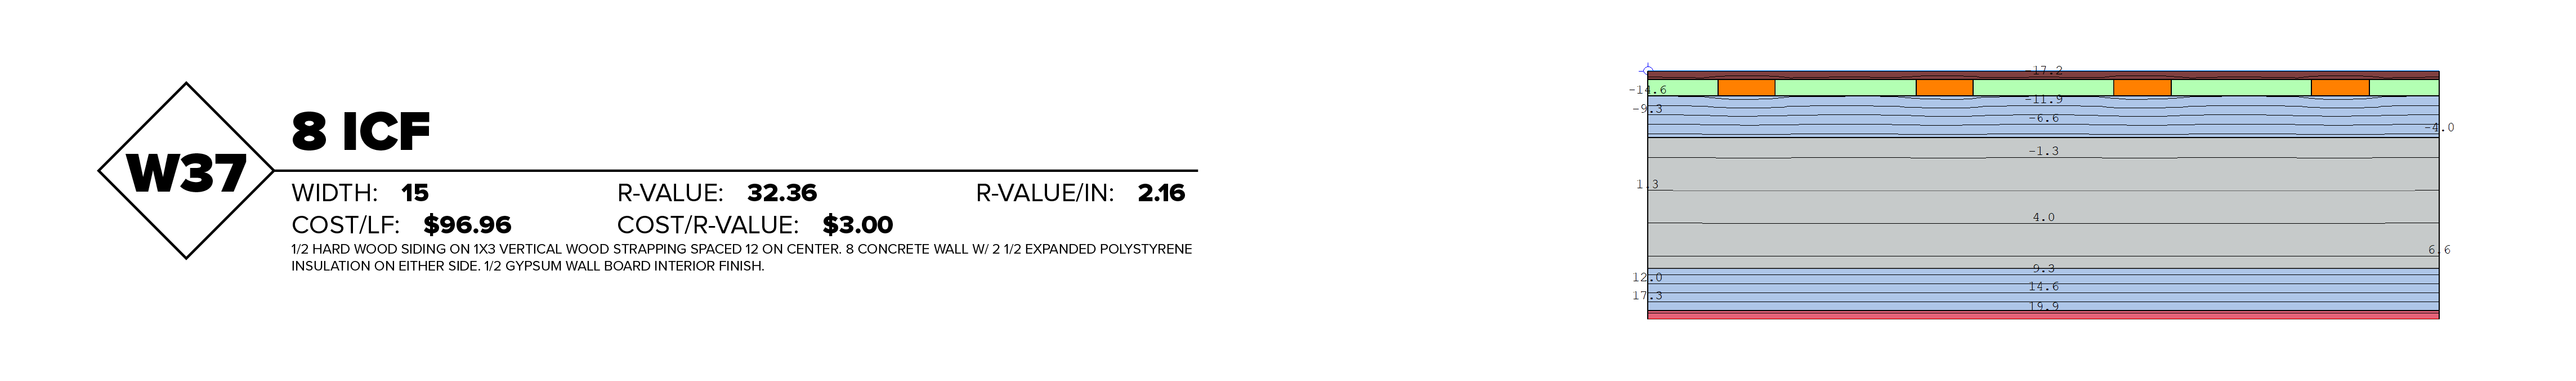 W37
8 ICF
WIDTH: 15 R-VALUE: 32.36 R-VALUE/IN: 2.16
COST/LF: $96.96 COST/R-VALUE: $3.00
1/2 HARD WOOD SIDING ON 1X3 VERTICAL WOOD STRAPPING SPACED 12 ON CENTER. 8 CONCRETE WALL W/ 2 1/2 EXPANDED POLYSTYRENE
INSULATION ON EITHER SIDE. 1/2 GYPSUM WALL BOARD INTERIOR FINISH.
-17.2
-14.6
-11.9
-9.3
-6.6
-4.0
-1.3
1.3
4.0
6.6
9.3
12.0
14.6
17.3
19.9